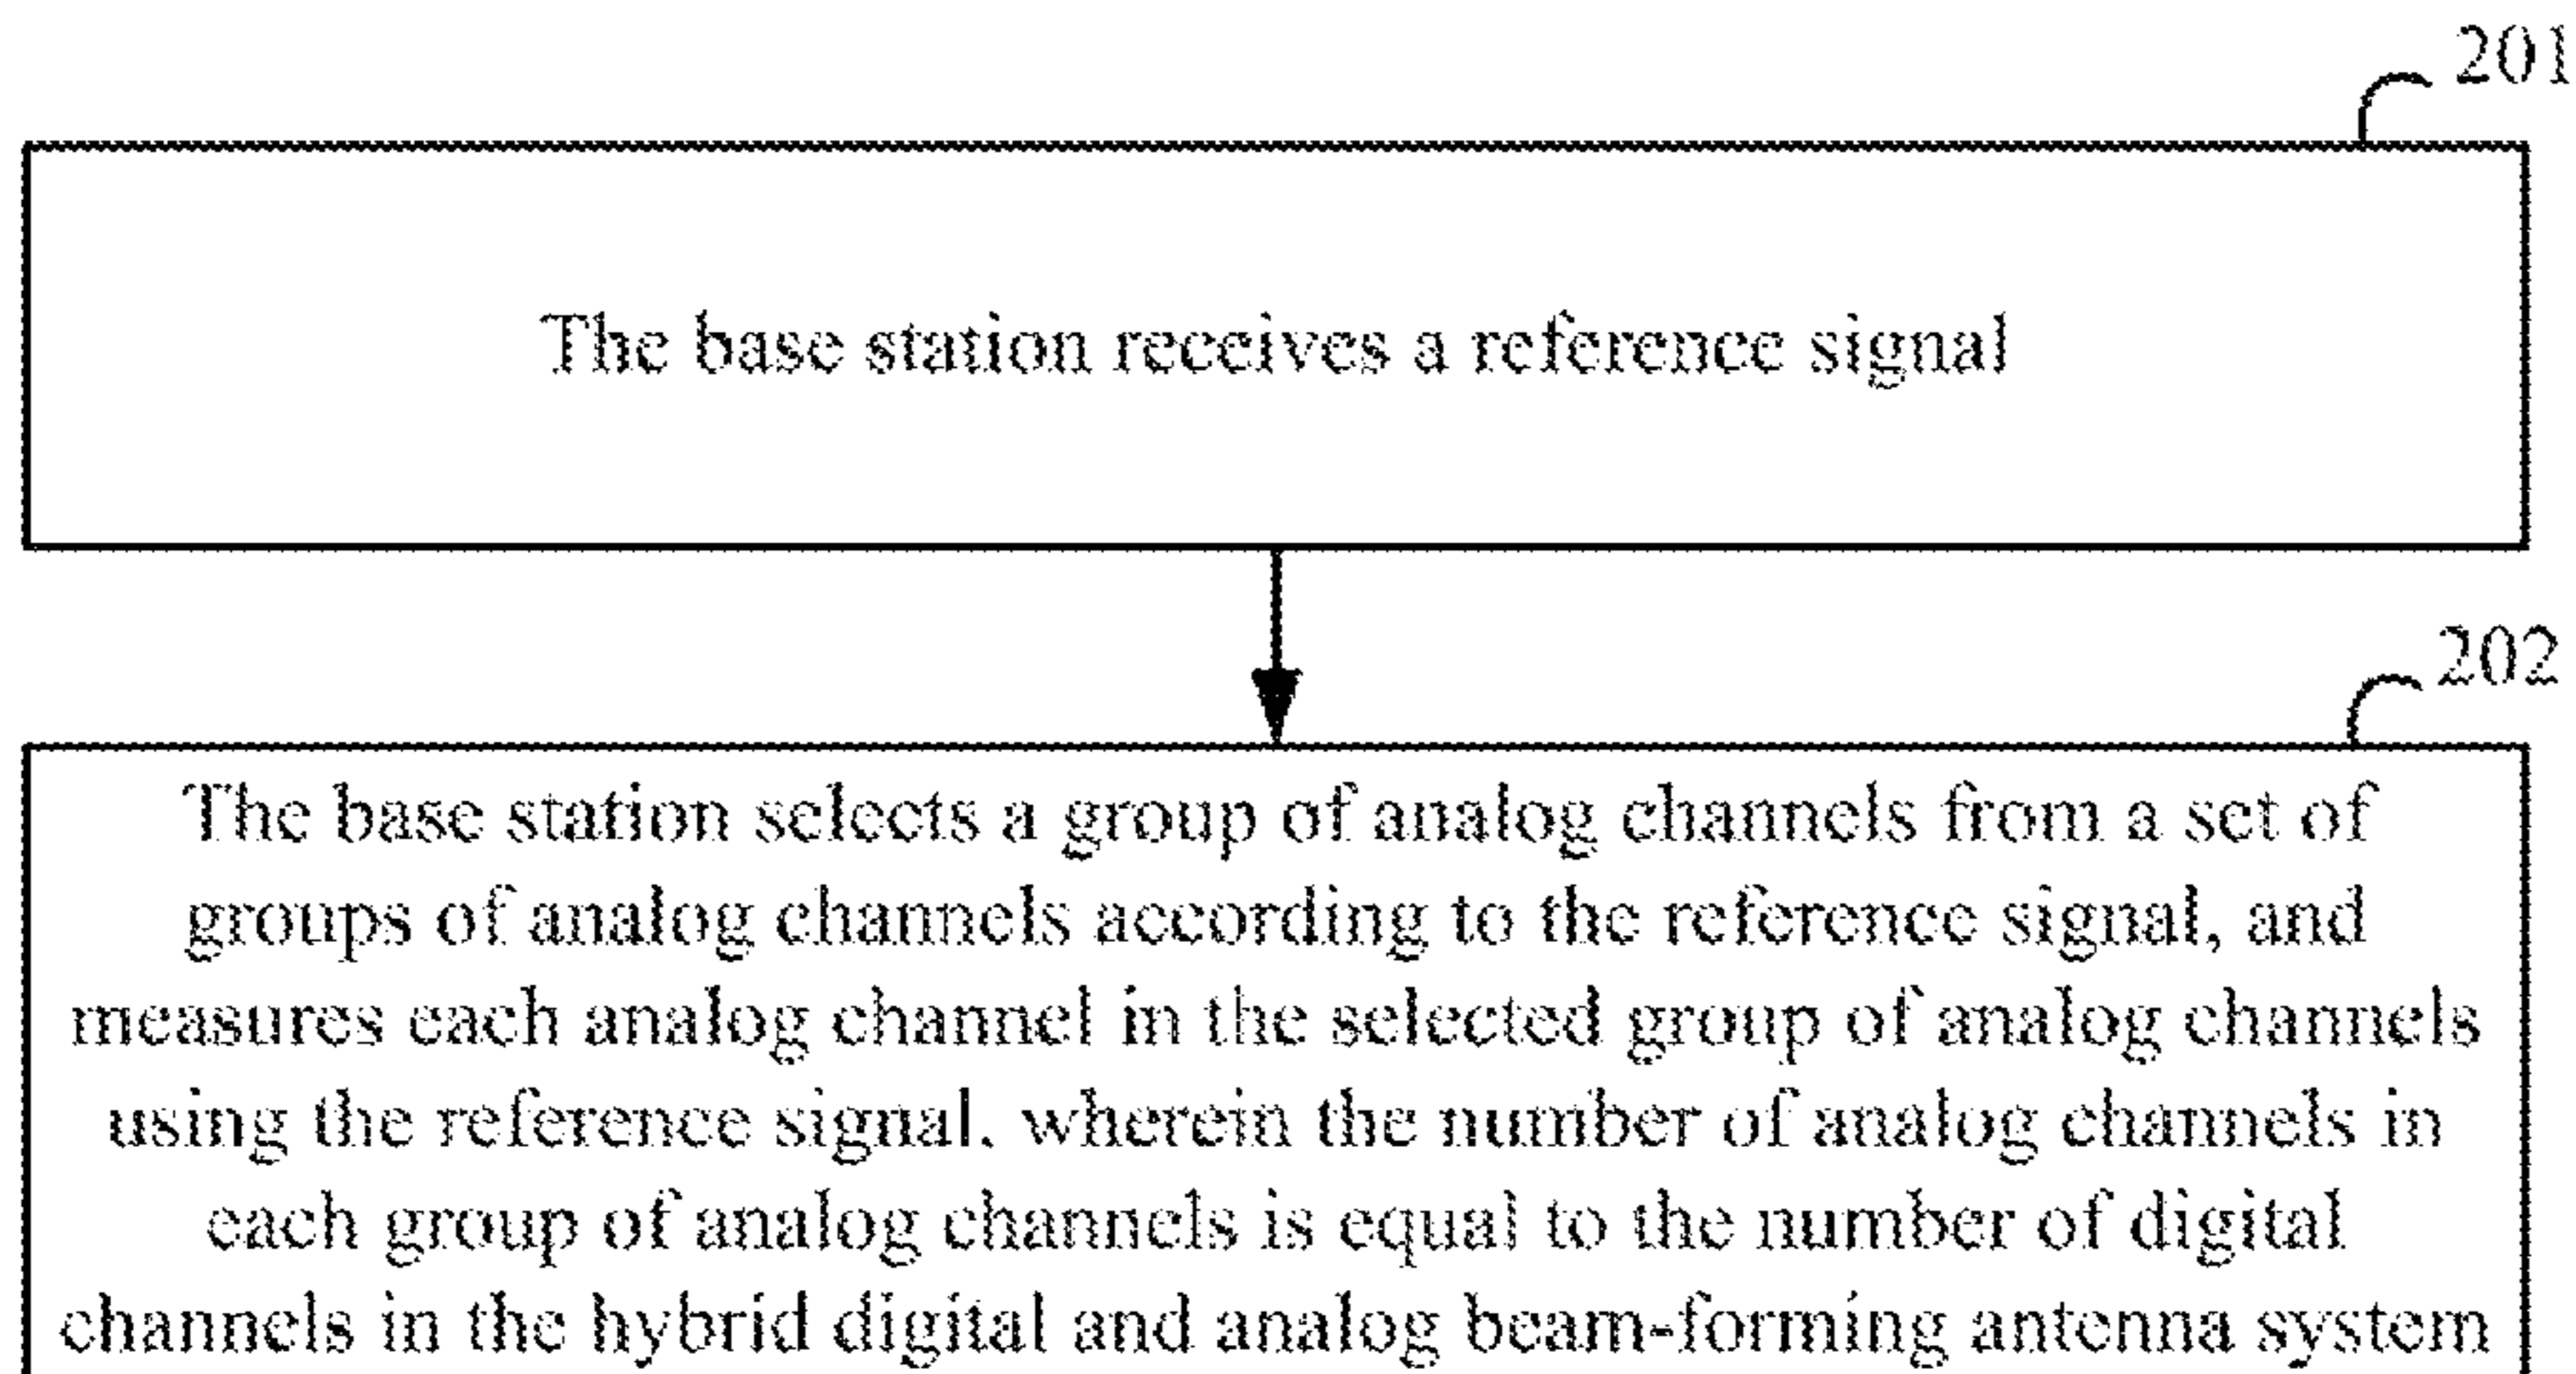 201
The base station receives a reference signal
202
The base station selects a group of analog channels from a set of
groups of analog channels according to the reference signal, and
measures each analog channel in the selected group of analog channels
using the reference signal, wherein the number of analog channels in
each group of analog channels is equal to the number of digital
channels in the hybrid digital and analog beam-forming antenna system